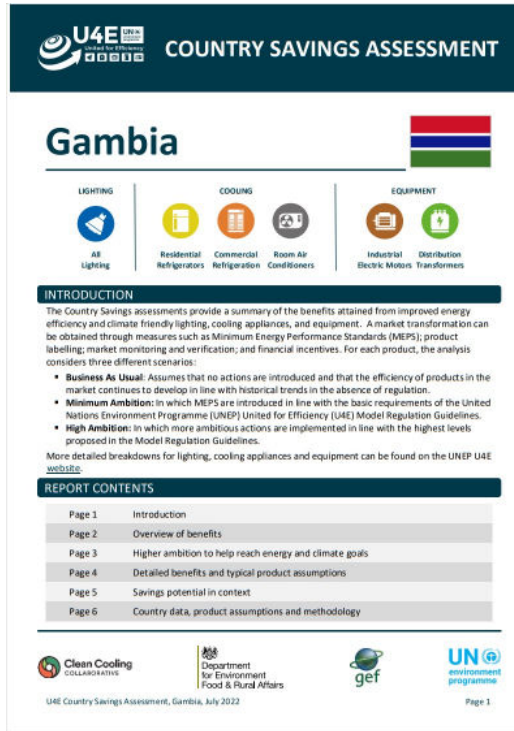 U4E UN
United for Efficiency
COUNTRY SAVINGS ASSESSMENT
Gambia
LIGHTING
COOLING
EQUIPMENT
All
Lighting
Residential
Refrigerators
Commercial
Refrigeration
Room Air
Conditioners
Industrial
Electric Motors
Distribution
Transformers
INTRODUCTION
The Country Savings assessments provide a summary of the benefits attained from improved energy
efficiency and climate friendly lighting, cooling appliances, and equipment. A market transformation can
be obtained through measures such as Minimum Energy Performance Standards (MEPS); product
labelling; market monitoring and verification; and financial incentives. For each product, the analysis
considers three different scenarios:
▪ Business As Usual: Assumes that no actions are introduced and that the efficiency of products in the
market continues to develop in line with historical trends in the absence of regulation.
▪ Minimum Ambition: In which MEPS are introduced in line with the basic requirements of the United
Nations Environment Programme (UNEP) United for Efficiency (U4E) Model Regulation Guidelines.
▪ High Ambition: In which more ambitious actions are implemented in line with the highest levels
proposed in the Model Regulation Guidelines.
More detailed breakdowns for lighting, cooling appliances and equipment can be found on the UNEP U4E
website.
REPORT CONTENTS
Page 1 Introduction
Page 2 Overview of benefits
Page 3 Higher ambition to help reach energy and climate goals
Page 4 Detailed benefits and typical product assumptions
Page 5 Savings potential in context
Page 6 Country data, product assumptions and methodology
Clean Cooling
COLLABORATIVE
Department
for Environment
Food & Rural Affairs
gef
UN
environment
programme
U4E Country Savings Assessment, Gambia, July 2022
Page 1